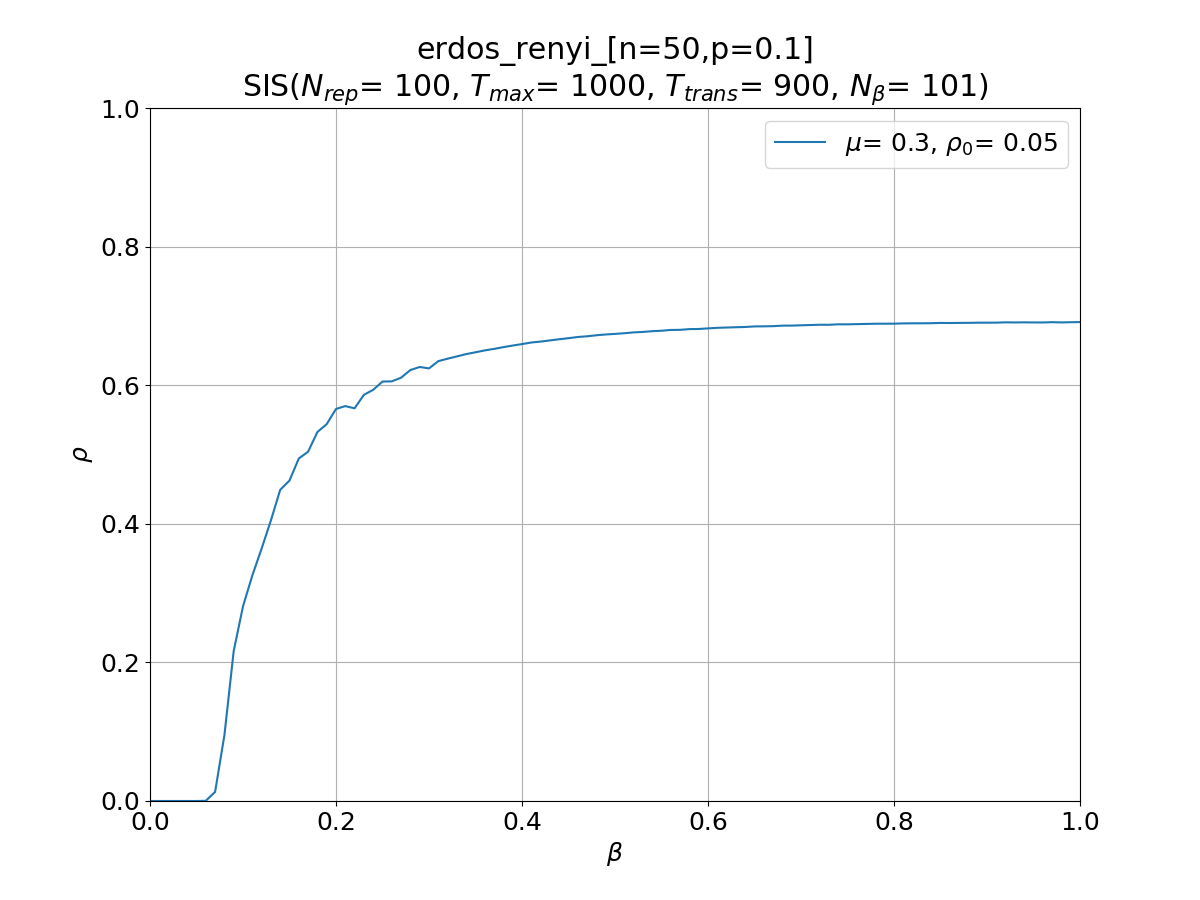 erdos_renyi_[n=50,p=0.1]
SIS(N_rep= 100, T_max= 1000, T_trans= 900, N_β= 101)
μ= 0.3, ρ₀= 0.05
1.0
0.8
0.6
0.4
0.2
0.0
ρ
0.0 0.2 0.4 0.6 0.8 1.0
β